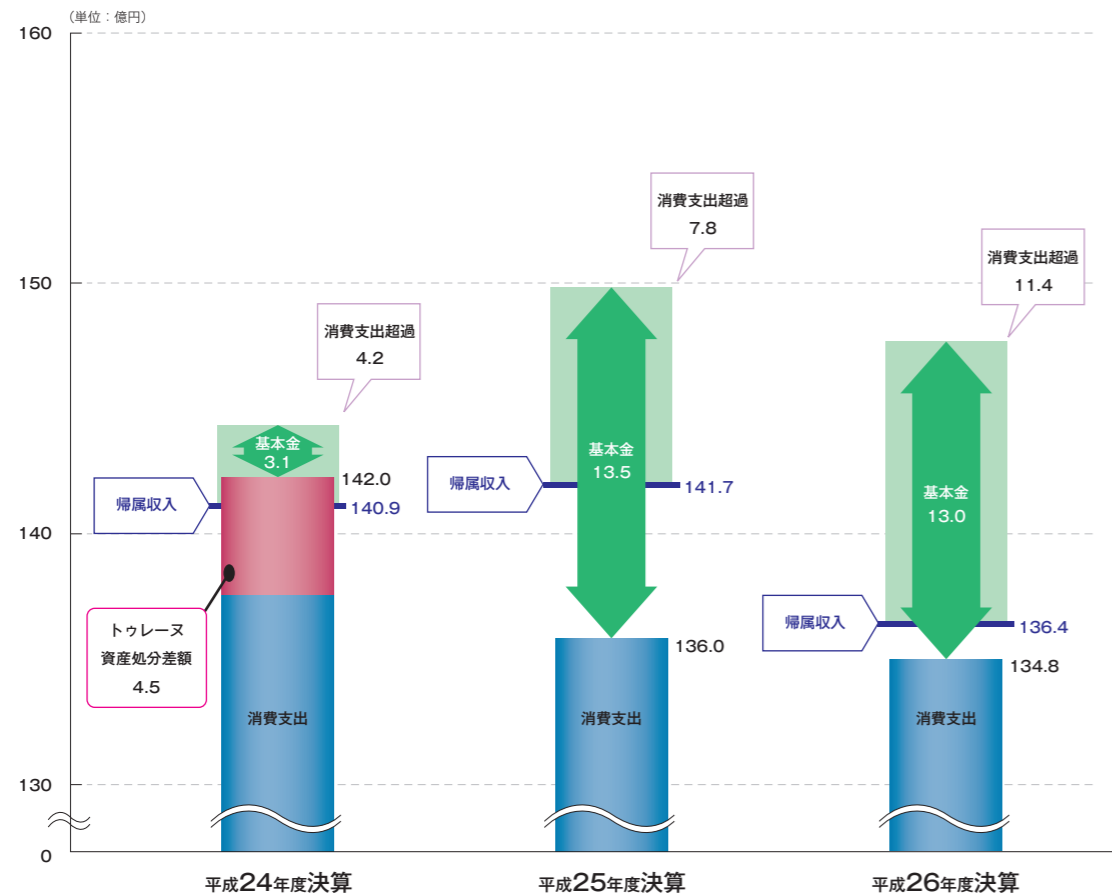 (単位：億円)
160
150
140
130
0
消費支出超過
4.2
基本金
3.1
142.0
帰属収入
140.9
トゥレーヌ
資産処分差額
4.5
消費支出
平成24年度決算
消費支出超過
7.8
基本金
13.5
帰属収入
141.7
136.0
消費支出
平成25年度決算
消費支出超過
11.4
基本金
13.0
帰属収入
136.4
134.8
消費支出
平成26年度決算